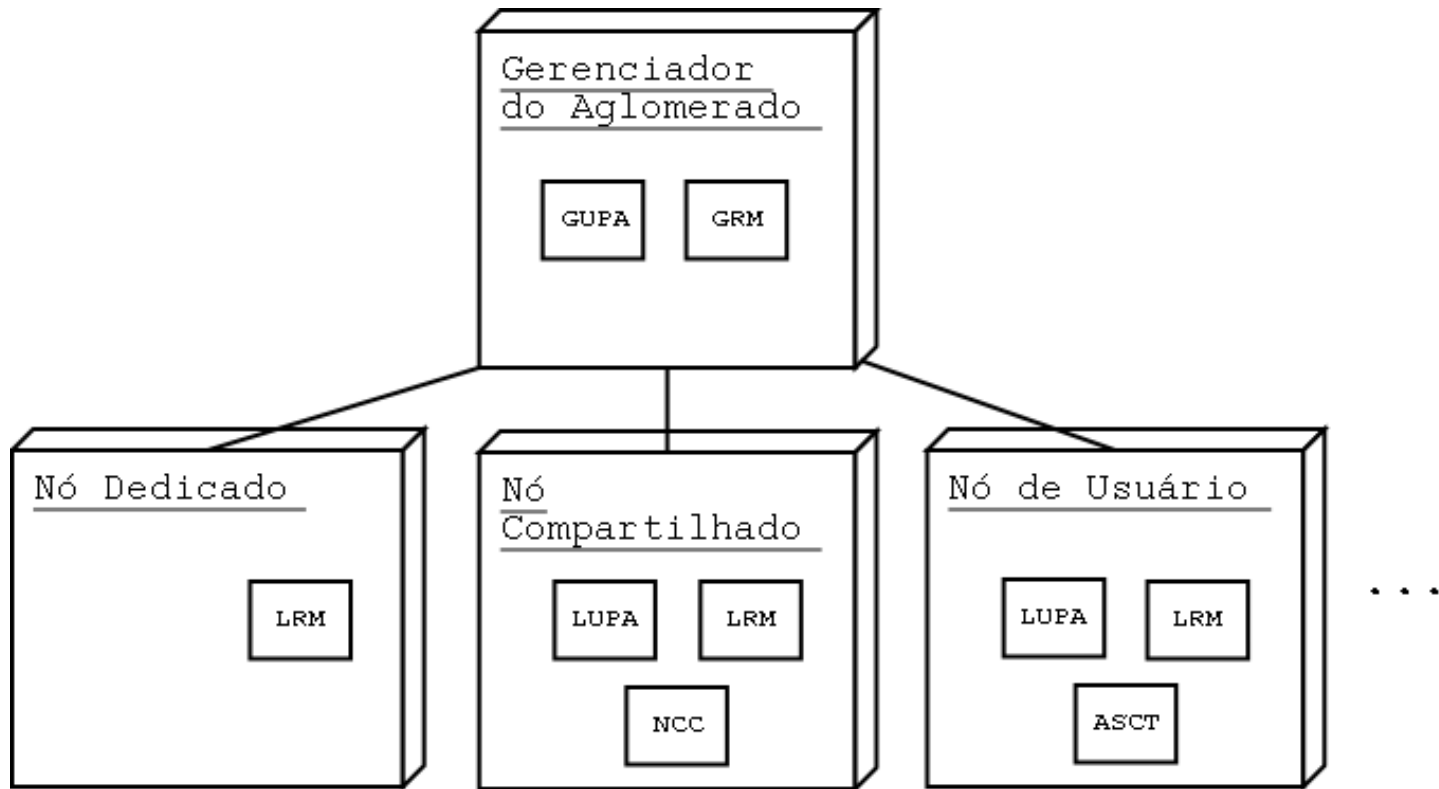 Gerenciador
do Aglomerado
GUPA
GRM
Nó Dedicado
LRM
Nó
Compartilhado
LUPA
LRM
NCC
Nó de Usuário
LUPA
LRM
ASCT
...